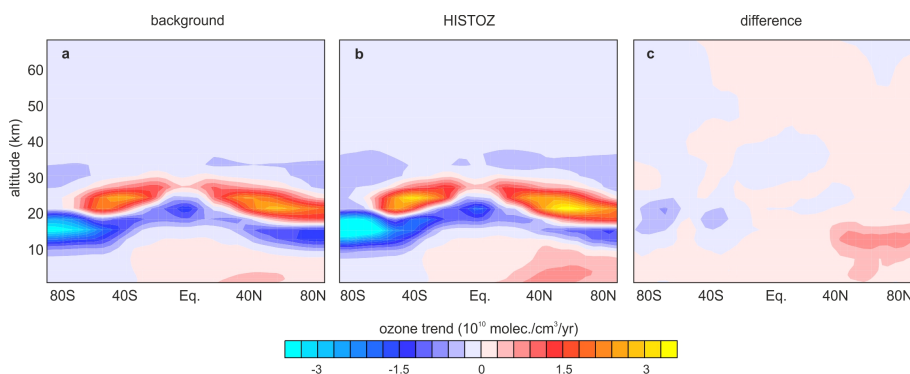 background HISTOZ difference
a b c
altitude (km)
60
50
40
30
20
10
80S 40S Eq. 40N 80N 80S 40S Eq. 40N 80N 80S 40S Eq. 40N 80N
ozone trend (10¹⁰ molec./cm³/yr)
-3 -1.5 0 1.5 3